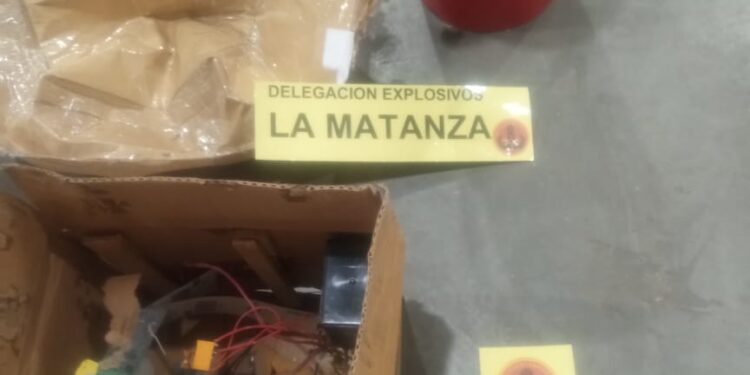 DELEGACION EXPLOSIVOS
LA MATANZA